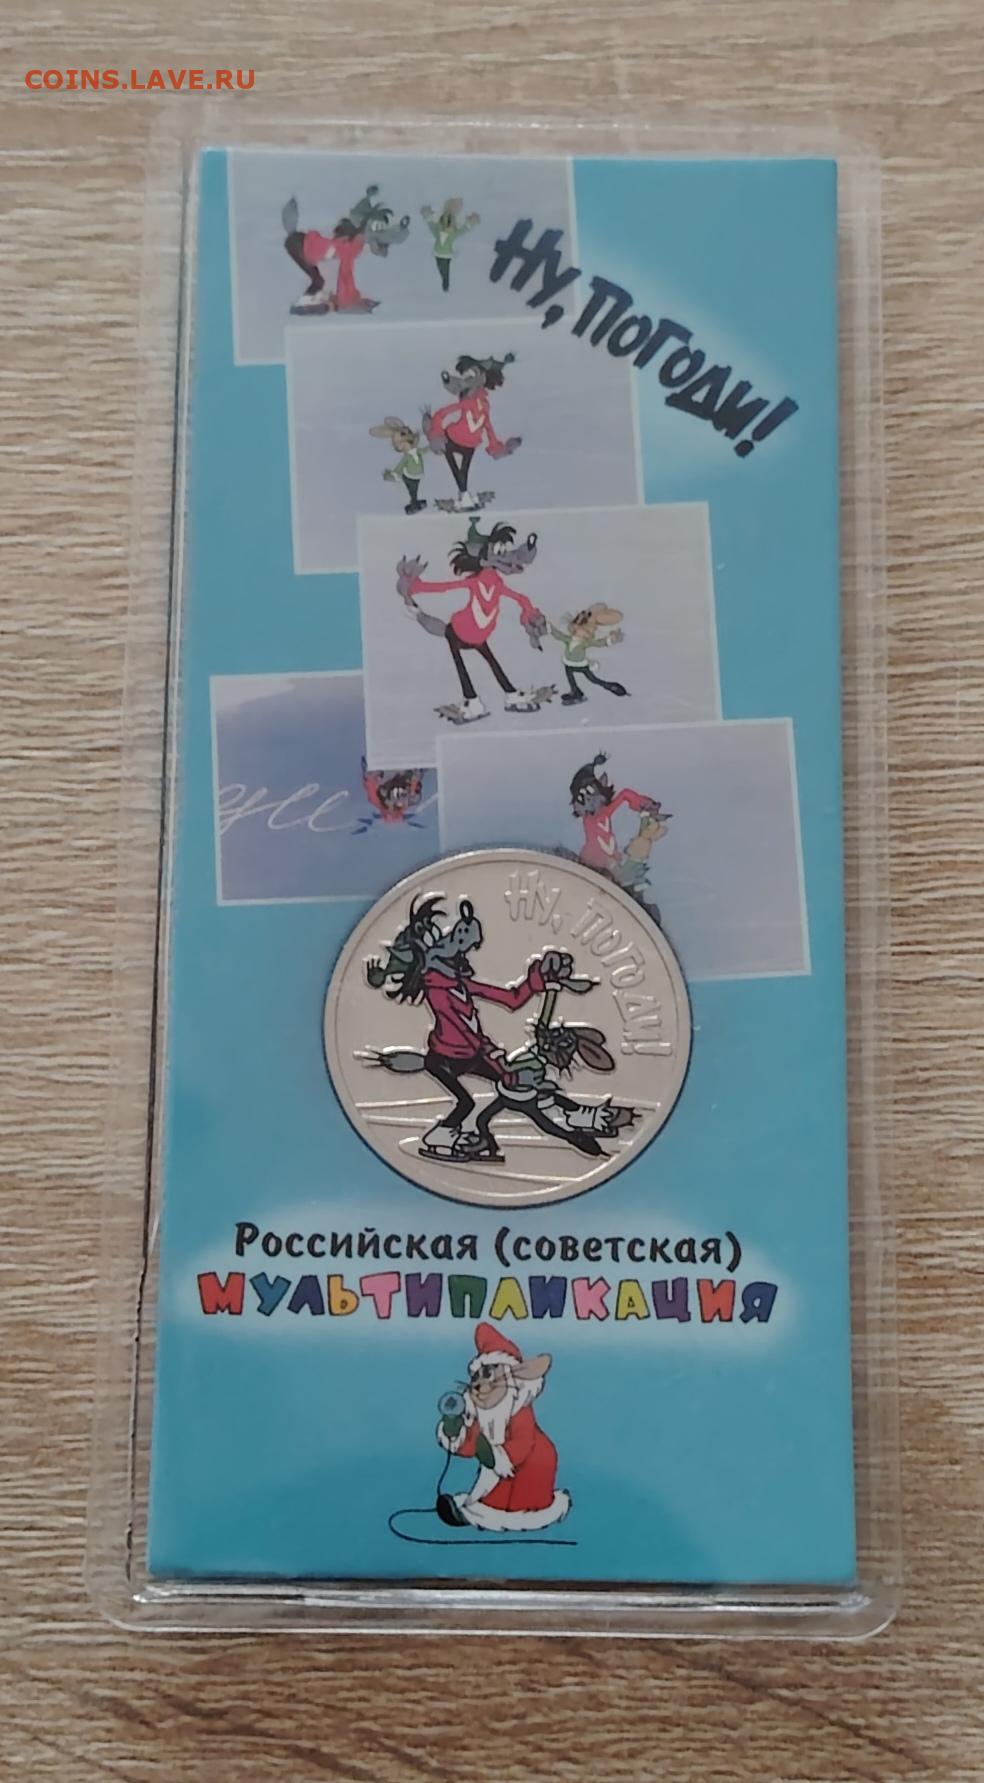 COINS.LAVE.RU
Ну, погоди!
Ну, погоди!
Российская (советская)
МУЛЬТИПЛИКАЦИЯ